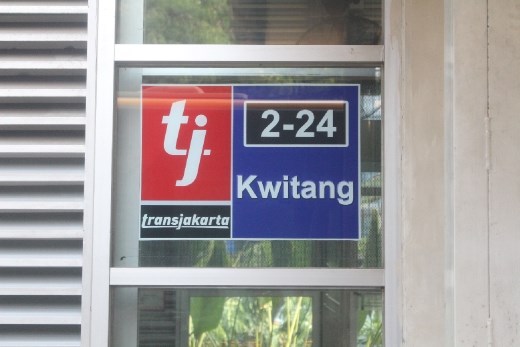 tj
transjakarta
2-24
Kwitang